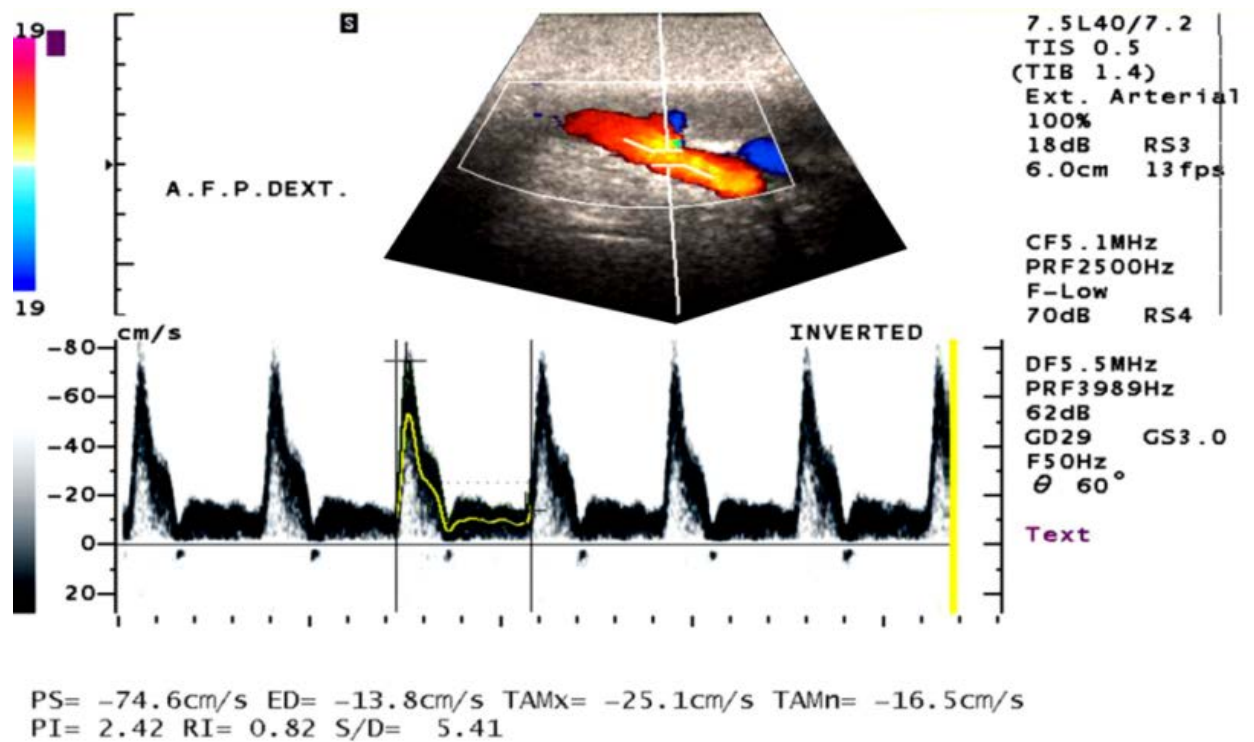 19
S
7.5L40/7.2
TIS 0.5
(TIB 1.4)
Ext. Arterial
100%
18dB RS3
6.0cm 13fps
A.F.P.DEXT.
CF5.1MHz
PRF2500Hz
F-Low
70dB RS4
19
cm/s
INVERTED
-80
-60
-40
-20
0
20
DF5.5MHz
PRF3989Hz
62dB
GD29 GS3.0
F50Hz
θ 60°
Text
PS= -74.6cm/s ED= -13.8cm/s TAMx= -25.1cm/s TAMn= -16.5cm/s
PI= 2.42 RI= 0.82 S/D= 5.41